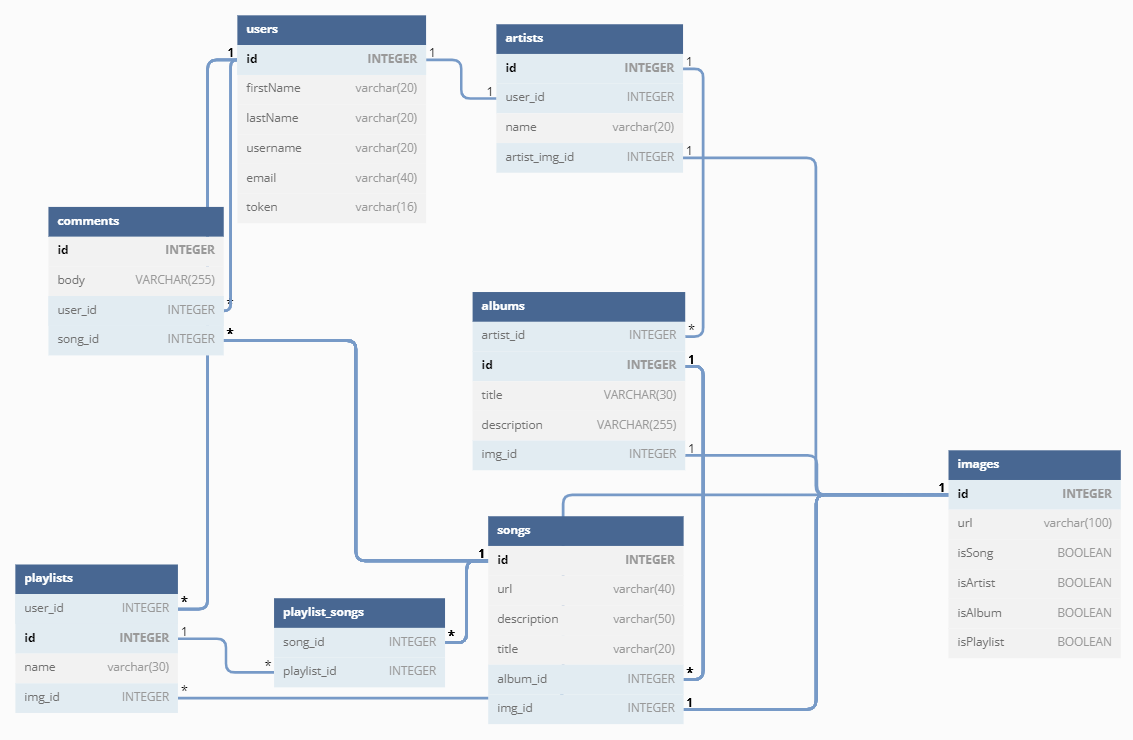 users
1 id INTEGER 1
firstName varchar(20)
lastName varchar(20)
username varchar(20)
email varchar(40)
token varchar(16)
artists
id INTEGER 1
1 user_id INTEGER
name varchar(20)
artist_img_id INTEGER 1
comments
id INTEGER
body VARCHAR(255)
user_id INTEGER *
song_id INTEGER *
albums
artist_id INTEGER *
id INTEGER 1
title VARCHAR(30)
description VARCHAR(255)
img_id INTEGER 1
images
1 id INTEGER
url varchar(100)
isSong BOOLEAN
isArtist BOOLEAN
isAlbum BOOLEAN
isPlaylist BOOLEAN
songs
1 id INTEGER
url varchar(40)
description varchar(50)
title varchar(20)
album_id INTEGER *
img_id INTEGER 1
playlists
user_id INTEGER *
id INTEGER 1
name varchar(30)
img_id INTEGER *
playlist_songs
song_id INTEGER *
* playlist_id INTEGER